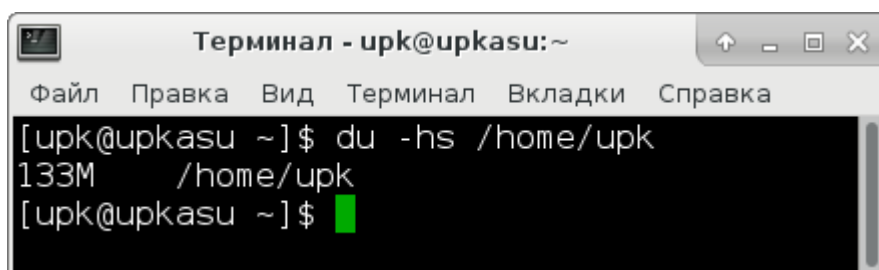 Терминал - upk@upkasu:~
Файл Правка Вид Терминал Вкладки Справка
[upk@upkasu ~]$ du -hs /home/upk
133M    /home/upk
[upk@upkasu ~]$